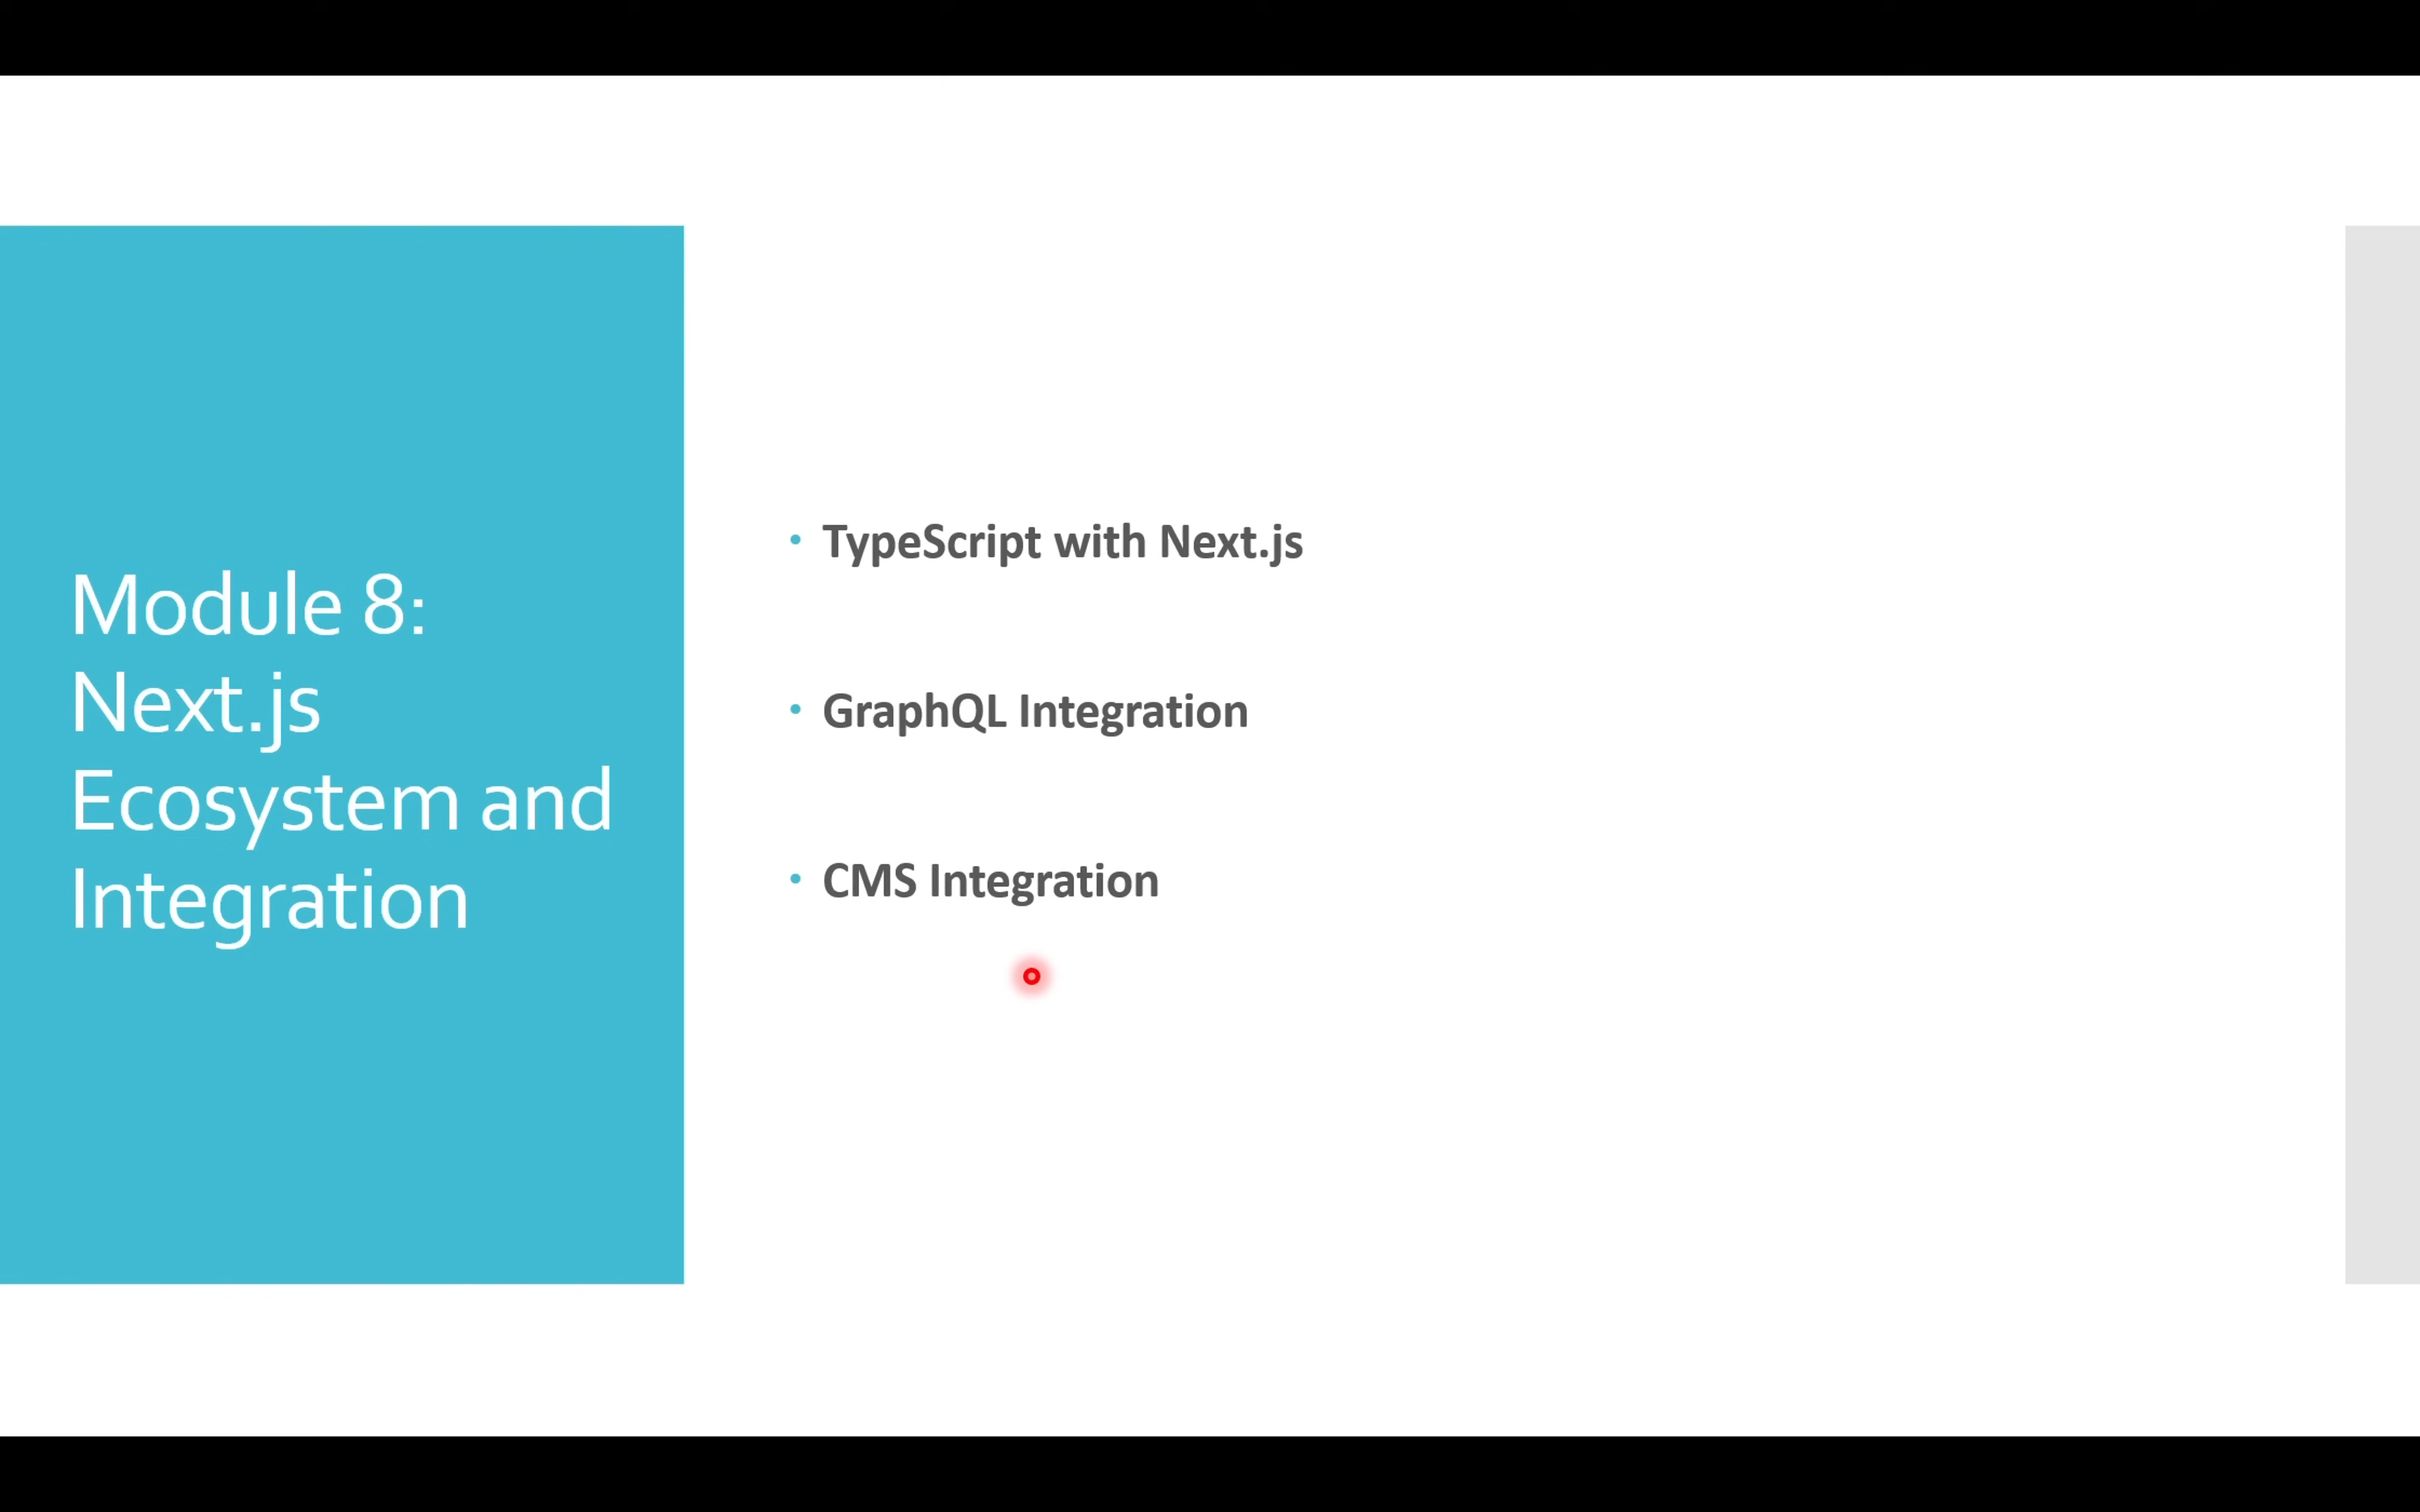 Module 8:
Next.js
Ecosystem and
Integration
• TypeScript with Next.js
• GraphQL Integration
• CMS Integration